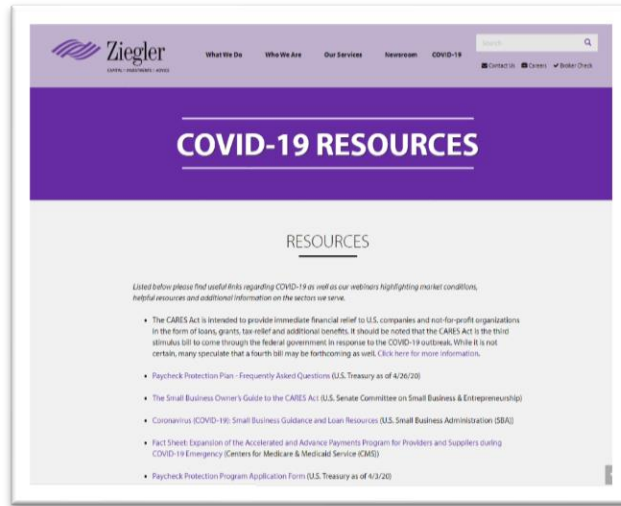 Ziegler
CAPITAL | INVESTMENTS | ADVICE
What We Do
Who We Are
Our Services
Newsroom
COVID-19
Search
Contact Us
Careers
Broker Check
COVID-19 RESOURCES
RESOURCES
Listed below please find useful links regarding COVID-19 as well as our webinars highlighting market conditions,
helpful resources and additional information on the sectors we serve.
• The CARES Act is intended to provide immediate financial relief to U.S. companies and not-for-profit organizations
in the form of loans, grants, tax relief and additional benefits. It should be noted that the CARES Act is the third
stimulus bill to come through the federal government in response to the COVID-19 outbreak. While it is not
certain, many speculate that a fourth bill may be forthcoming as well. Click here for more information.
• Paycheck Protection Plan - Frequently Asked Questions (U.S. Treasury as of 4/26/20)
• The Small Business Owner's Guide to the CARES Act (U.S. Senate Committee on Small Business & Entrepreneurship)
• Coronavirus (COVID-19): Small Business Guidance and Loan Resources (U.S. Small Business Administration (SBA))
• Fact Sheet: Expansion of the Accelerated and Advance Payments Program for Providers and Suppliers during
COVID-19 Emergency (Centers for Medicare & Medicaid Service (CMS))
• Paycheck Protection Program Application Form (U.S. Treasury as of 4/3/20)